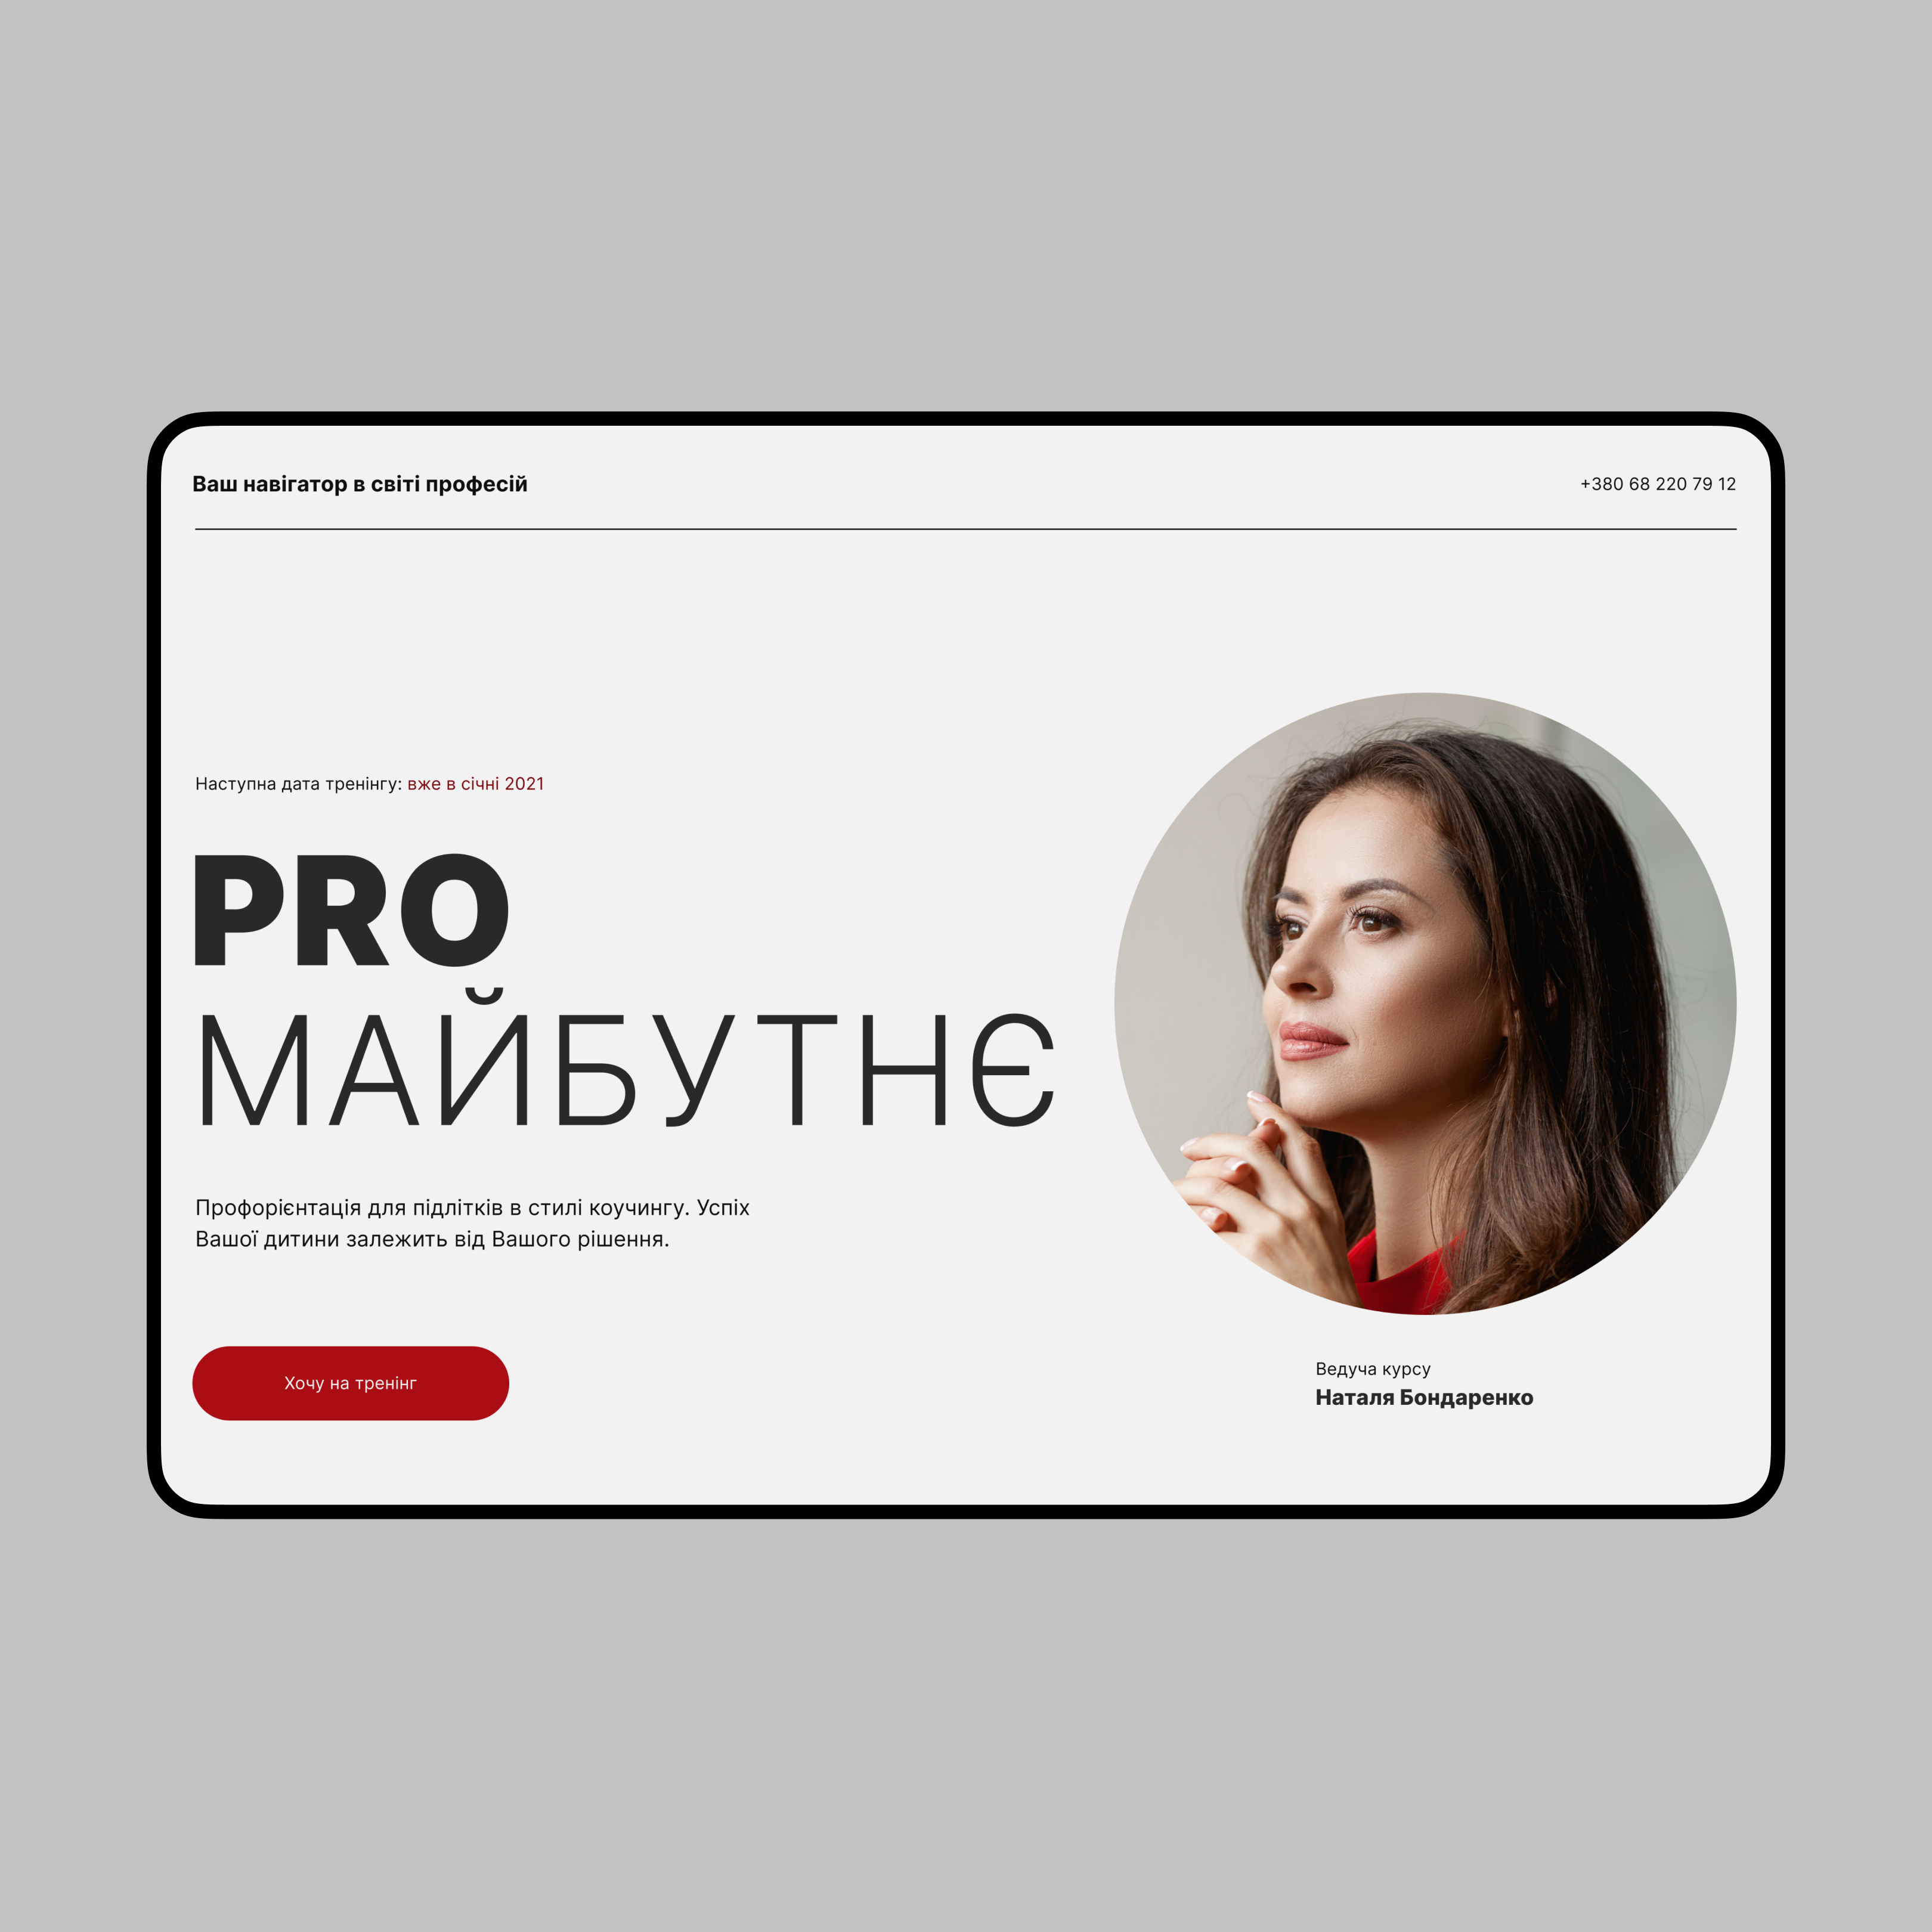 Ваш навігатор в світі професій
+380 68 220 79 12
Наступна дата тренінгу: вже в січні 2021
PRO
МАЙБУТНЄ
Профорієнтація для підлітків в стилі коучингу. Успіх
Вашої дитини залежить від Вашого рішення.
Хочу на тренінг
Ведуча курсу
Наталя Бондаренко